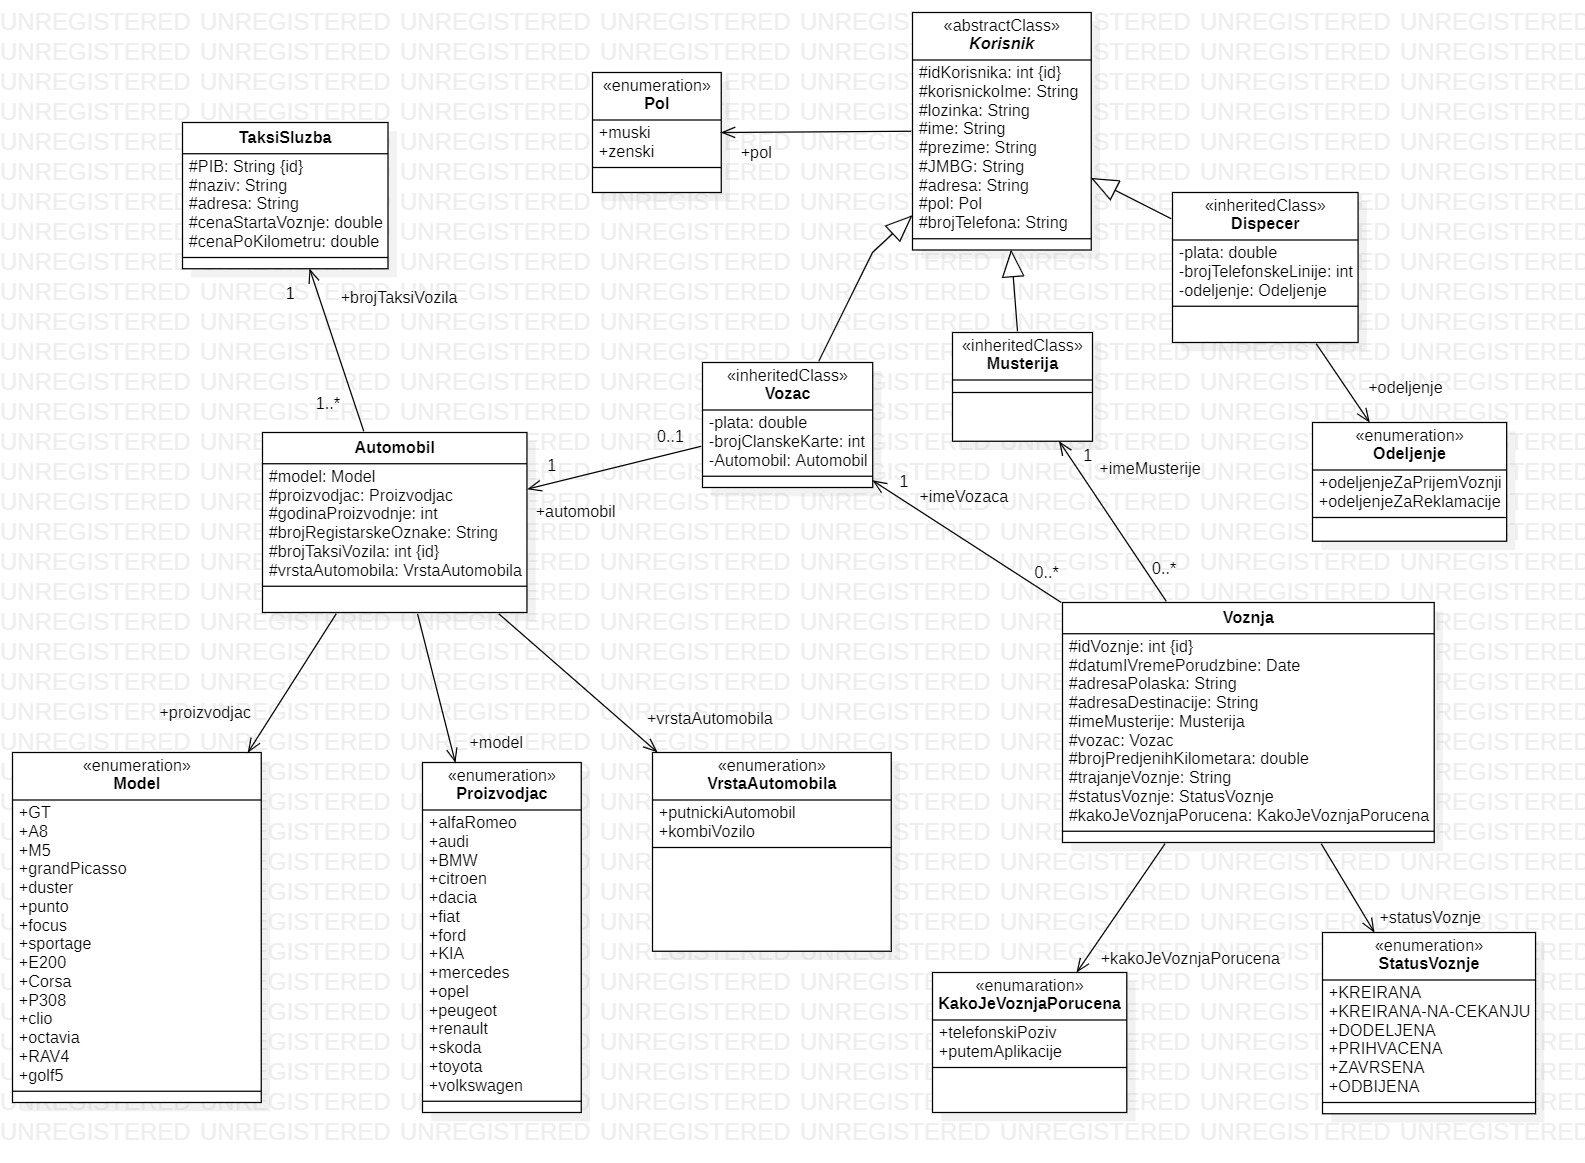 «abstractClass»
Korisnik
#idKorisnika: int {id}
#korisnickoIme: String
#lozinka: String
#ime: String
#prezime: String
#JMBG: String
#adresa: String
#pol: Pol
#brojTelefona: String
«enumeration»
Pol
+muski
+zenski
+pol
TaksiSluzba
#PIB: String {id}
#naziv: String
#adresa: String
#cenaStartaVoznje: double
#cenaPoKilometru: double
1
+brojTaksiVozila
1..*
«inheritedClass»
Dispecer
-plata: double
-brojTelefonskeLinije: int
-odeljenje: Odeljenje
+odeljenje
«inheritedClass»
Musterija
«inheritedClass»
Vozac
-plata: double
-brojClanskeKarte: int
-Automobil: Automobil
0..1
1
+automobil
1
+imeVozaca
1
+imeMusterije
0..*
0..*
«enumeration»
Odeljenje
+odeljenjeZaPrijemVoznji
+odeljenjeZaReklamacije
Automobil
#model: Model
#proizvodjac: Proizvodjac
#godinaProizvodnje: int
#brojRegistarskeOznake: String
#brojTaksiVozila: int {id}
#vrstaAutomobila: VrstaAutomobila
Voznja
#idVoznje: int {id}
#datumIVremePorudzbine: Date
#adresaPolaska: String
#adresaDestinacije: String
#imeMusterije: Musterija
#vozac: Vozac
#brojPredjenihKilometara: double
#trajanjeVoznje: String
#statusVoznje: StatusVoznje
#kakoJeVoznjaPorucena: KakoJeVoznjaPorucena
+proizvodjac
+model
+vrstaAutomobila
«enumeration»
Model
+GT
+A8
+M5
+grandPicasso
+duster
+punto
+focus
+sportage
+E200
+Corsa
+P308
+clio
+octavia
+RAV4
+golf5
«enumeration»
Proizvodjac
+alfaRomeo
+audi
+BMW
+citroen
+dacia
+fiat
+ford
+KIA
+mercedes
+opel
+peugeot
+renault
+skoda
+toyota
+volkswagen
«enumeration»
VrstaAutomobila
+putnickiAutomobil
+kombiVozilo
+kakoJeVoznjaPorucena
+statusVoznje
«enumaration»
KakoJeVoznjaPorucena
+telefonskiPoziv
+putemAplikacije
«enumeration»
StatusVoznje
+KREIRANA
+KREIRANA-NA-CEKANJU
+DODELJENA
+PRIHVACENA
+ZAVRSENA
+ODBIJENA
UNREGISTERED